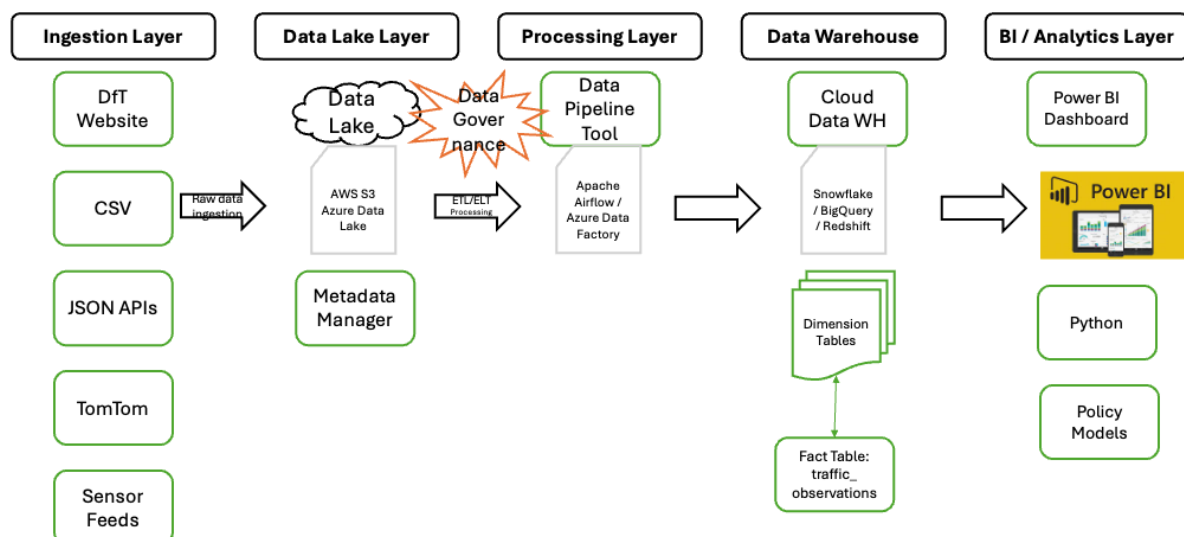 Ingestion Layer
Data Lake Layer
Processing Layer
Data Warehouse
BI / Analytics Layer
DfT
Website
CSV
JSON APIs
TomTom
Sensor
Feeds
Raw data
ingestion
Data
Lake
AWS S3
Azure Data
Lake
Metadata
Manager
Data
Gover
nance
ETL/ELT
Processing
Data
Pipeline
Tool
Apache
Airflow /
Azure Data
Factory
Cloud
Data WH
Snowflake
/ BigQuery
/ Redshift
Dimension
Tables
Fact Table:
traffic_
observations
Power BI
Dashboard
Power BI
Python
Policy
Models